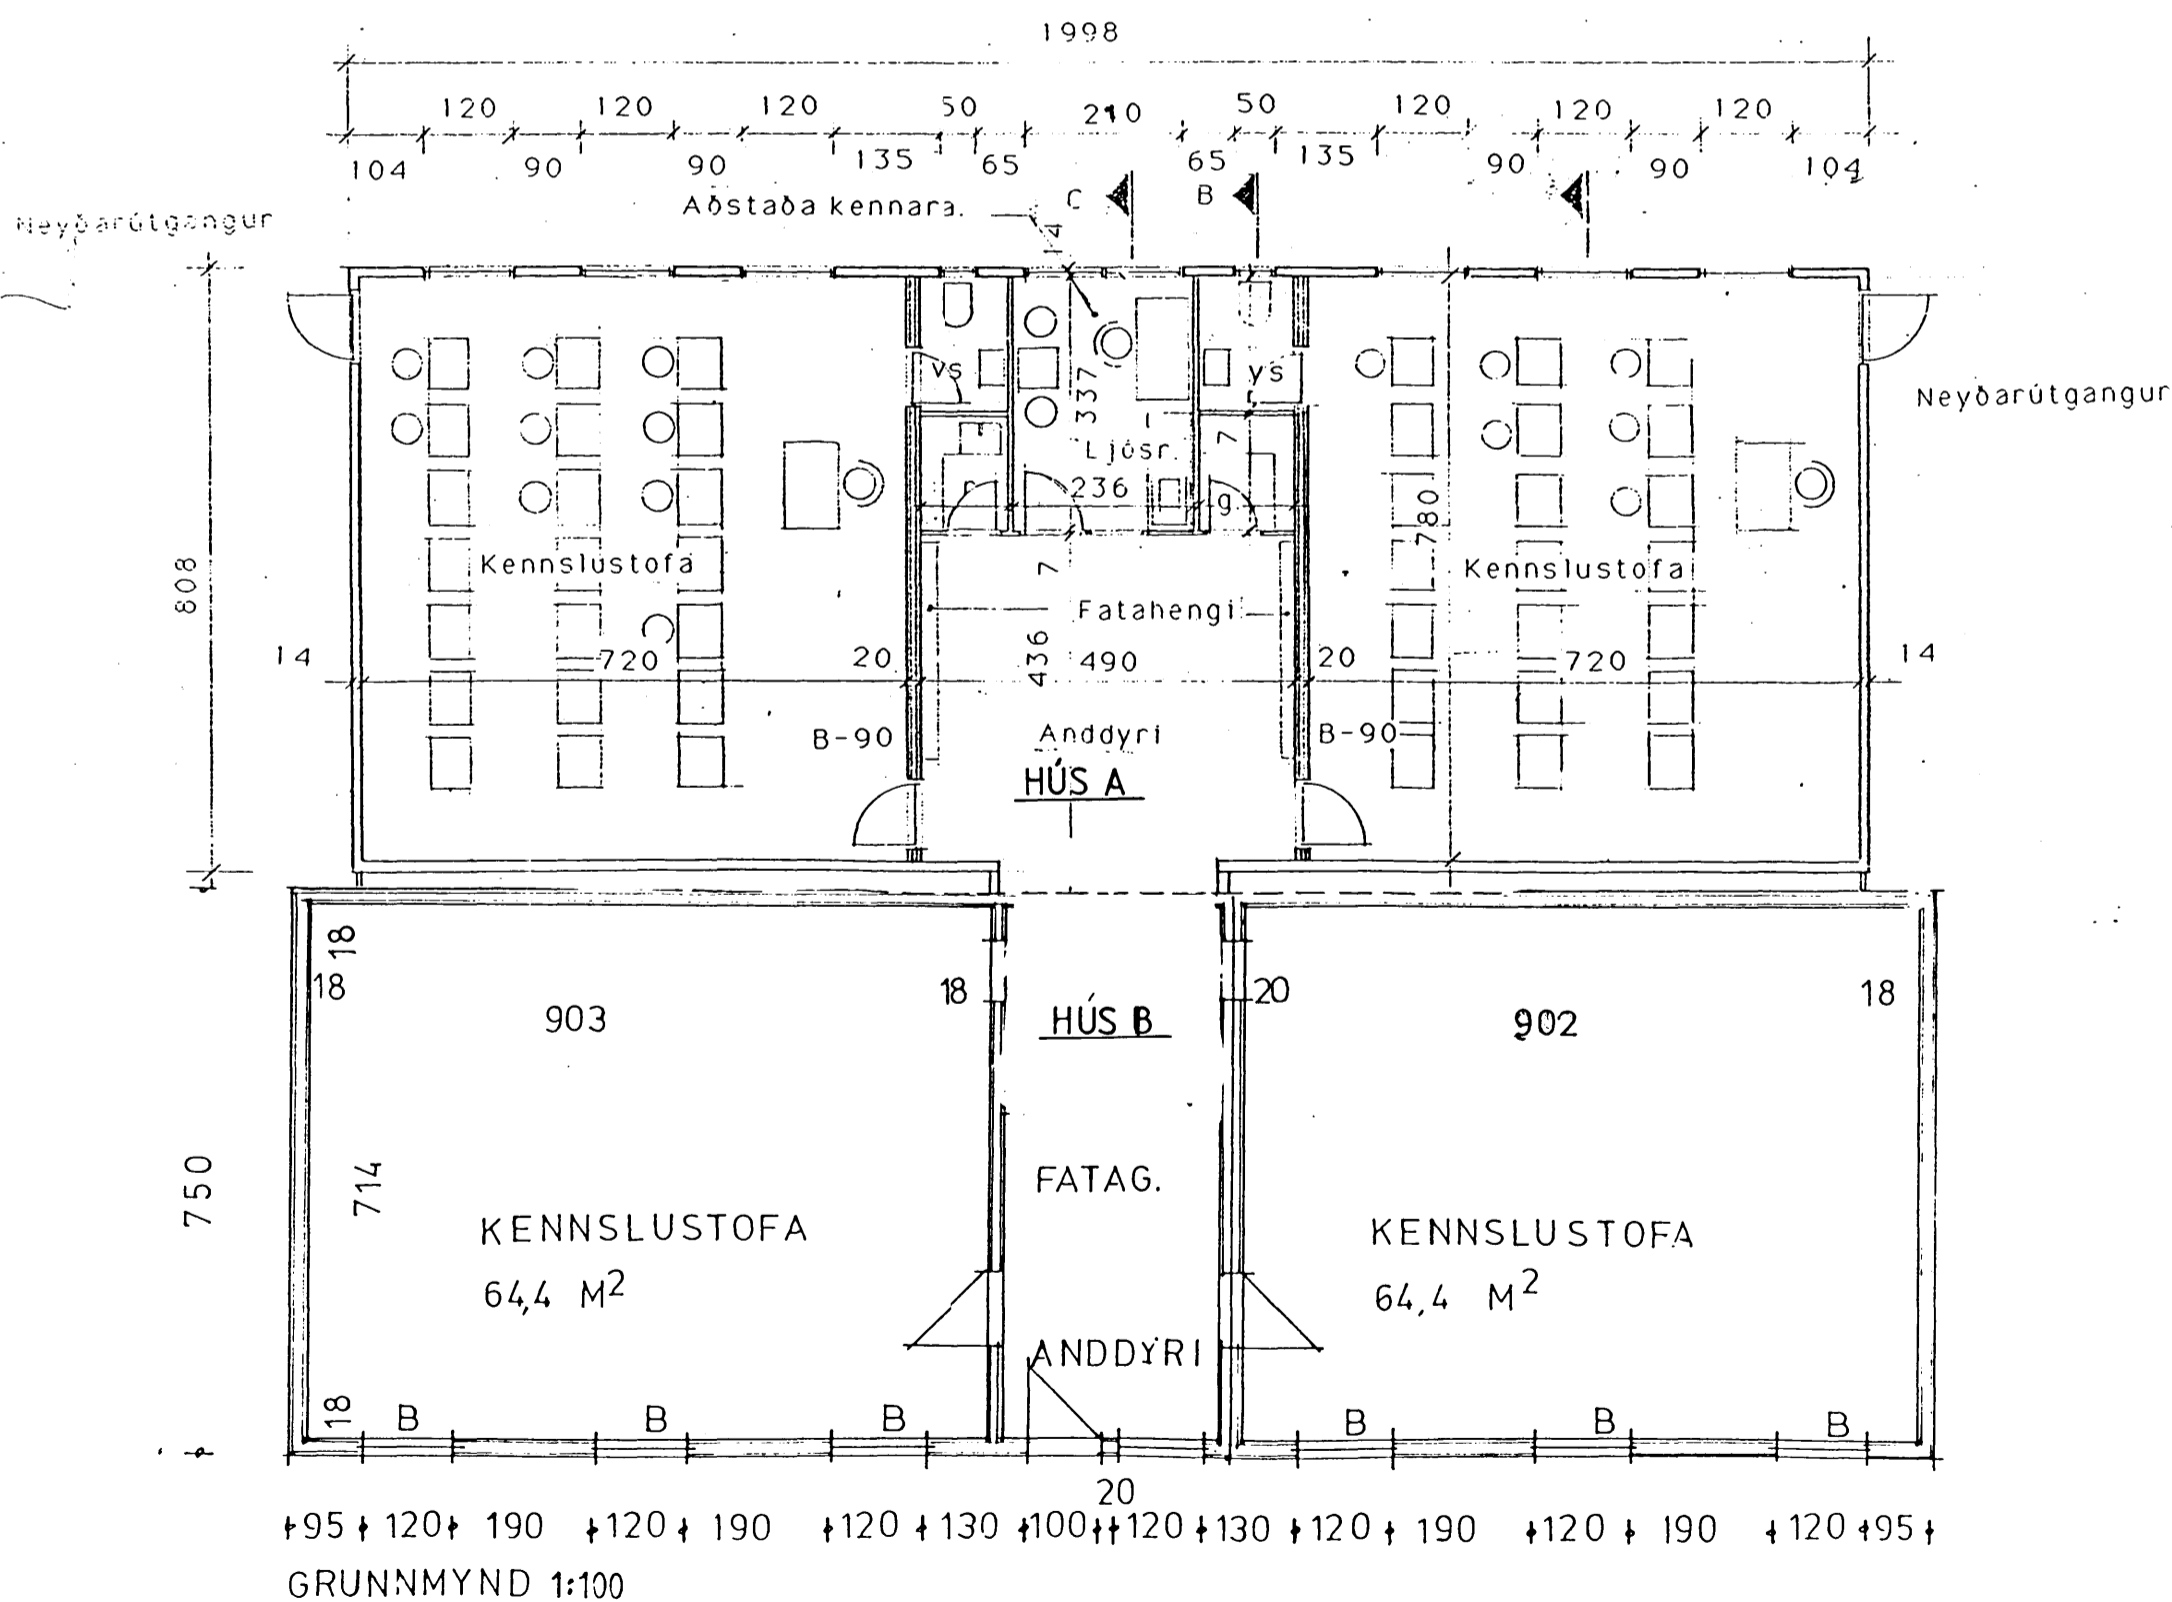 1998
120 120 120 50 210 50 120 120 120
104 90 90 135 65 65 135 90 90 104
Aðstaða kennara. C B
Neyðarútgangur
14
vs ys
337
Neyðarútgangur
7
Ljósr.
236 g
780
Kennslustofa 7 Kennslustofa
808
Fatahengi
436
14 720 20 490 20 720 14
B-90 Anddyri B-90
HÚS A
18
18 18 20 18
903 HÚS B 902
750
714
FATAG.
KENNSLUSTOFA KENNSLUSTOFA
64,4 M2 64,4 M2
ANDDYRI
18
B B B B B B
20
95 120 190 120 190 120 130 100 120 130 120 190 120 190 120 95
GRUNNMYND 1:100